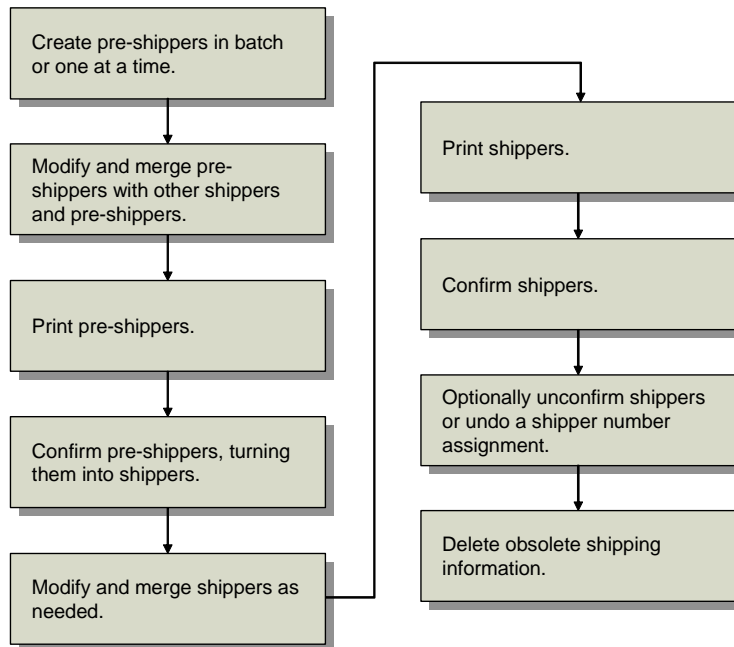 Create pre-shippers in batch
or one at a time.
Modify and merge pre-
shippers with other shippers
and pre-shippers.
Print pre-shippers.
Confirm pre-shippers, turning
them into shippers.
Modify and merge shippers as
needed.
Print shippers.
Confirm shippers.
Optionally unconfirm shippers
or undo a shipper number
assignment.
Delete obsolete shipping
information.